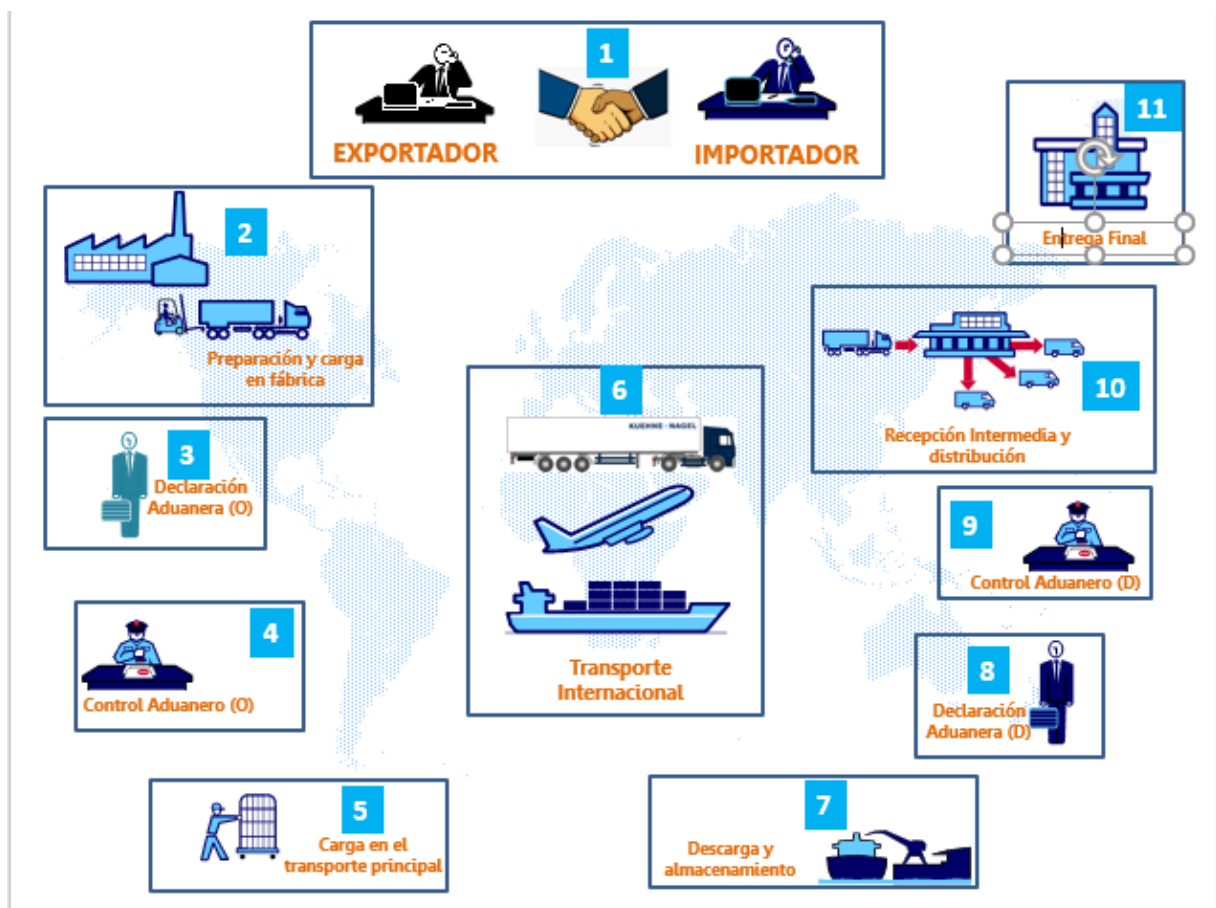 1
EXPORTADOR
IMPORTADOR
2
Preparación y carga
en fábrica
3
Declaración
Aduanera (O)
4
Control Aduanero (O)
5
Carga en el
transporte principal
6
KUEHNE+NAGEL
Transporte
Internacional
7
Descarga y
almacenamiento
8
Declaración
Aduanera (D)
9
Control Aduanero (D)
10
Recepción Intermedia y
distribución
11
Entrega Final